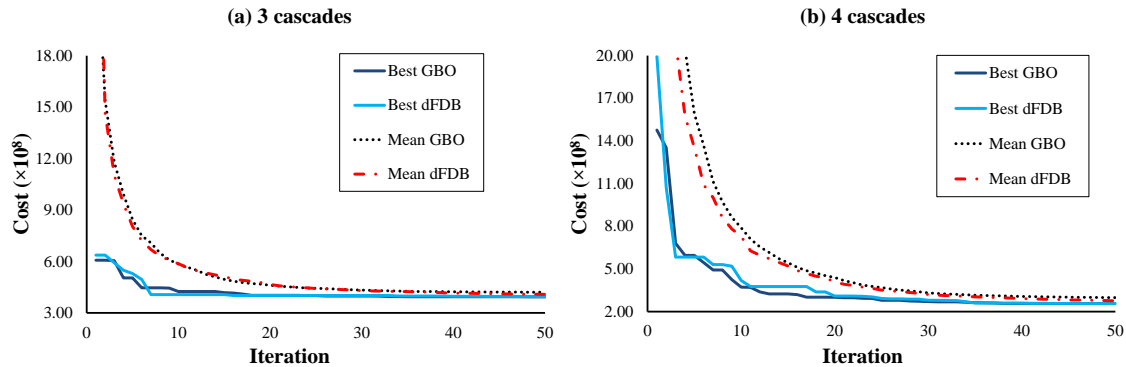 (a) 3 cascades
18.00
15.00
12.00
9.00
6.00
3.00
Cost (×10⁸)
0
10
20
30
40
50
Iteration
Best GBO
Best dFDB
Mean GBO
Mean dFDB
(b) 4 cascades
20.00
17.00
14.00
11.00
8.00
5.00
2.00
Cost (×10⁸)
0
10
20
30
40
50
Iteration
Best GBO
Best dFDB
Mean GBO
Mean dFDB